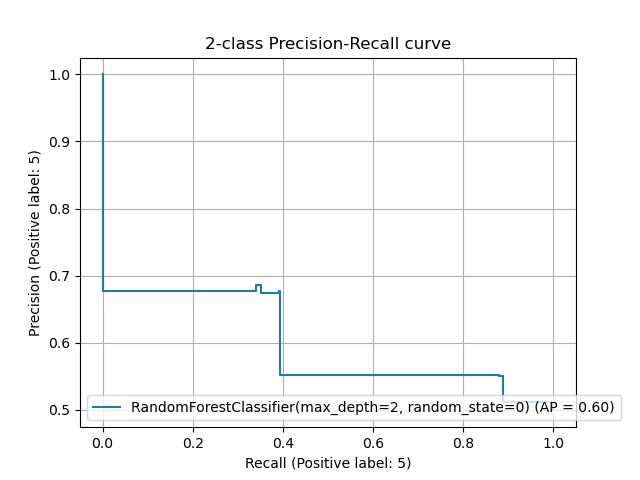 2-class Precision-Recall curve
1.0
0.9
0.8
0.7
0.6
0.5
Precision (Positive label: 5)
RandomForestClassifier(max_depth=2, random_state=0) (AP = 0.60)
0.0 0.2 0.4 0.6 0.8 1.0
Recall (Positive label: 5)